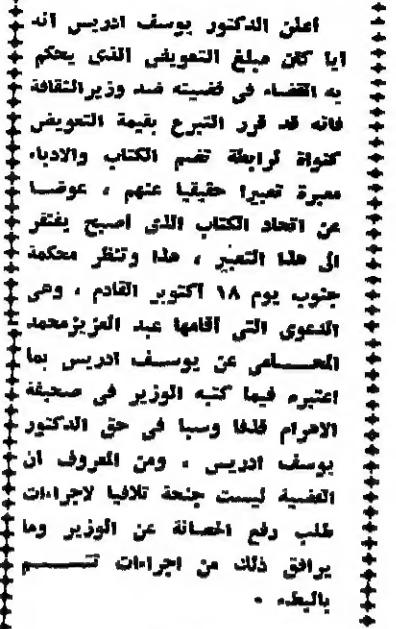 أعلن الدكتور يوسف ادريس انه
ايا كان مبلغ التعويض الذى يحكم
به القضاء فى قضيته ضد وزير الثقافة
فانه قد قرر التبرع بقيمة التعويض
كنواة لرابطة تضم الكتاب والادباء
معبرة تعبيرا حقيقيا عنهم ، عوضا
عن اتحاد الكتاب الذى اصبح يفتقر
الى هذا التعبير ، هذا وتنظر محكمة
جنوب يوم ١٨ أكتوبر القادم ، وهى
الدعوى التى أقامها عبد العزيز محمد
المحامى عن يوسف ادريس بما
اعتبره فيما كتبه الوزير فى صحيفة
الاهرام قذفا وسبا فى حق الدكتور
يوسف ادريس . ومن المعروف ان
القضية ليست جنحة تلافيا لاجراءات
طلب رفع الحصانة عن الوزير وما
يرافق ذلك من اجراءات تتسم
بالبطء .